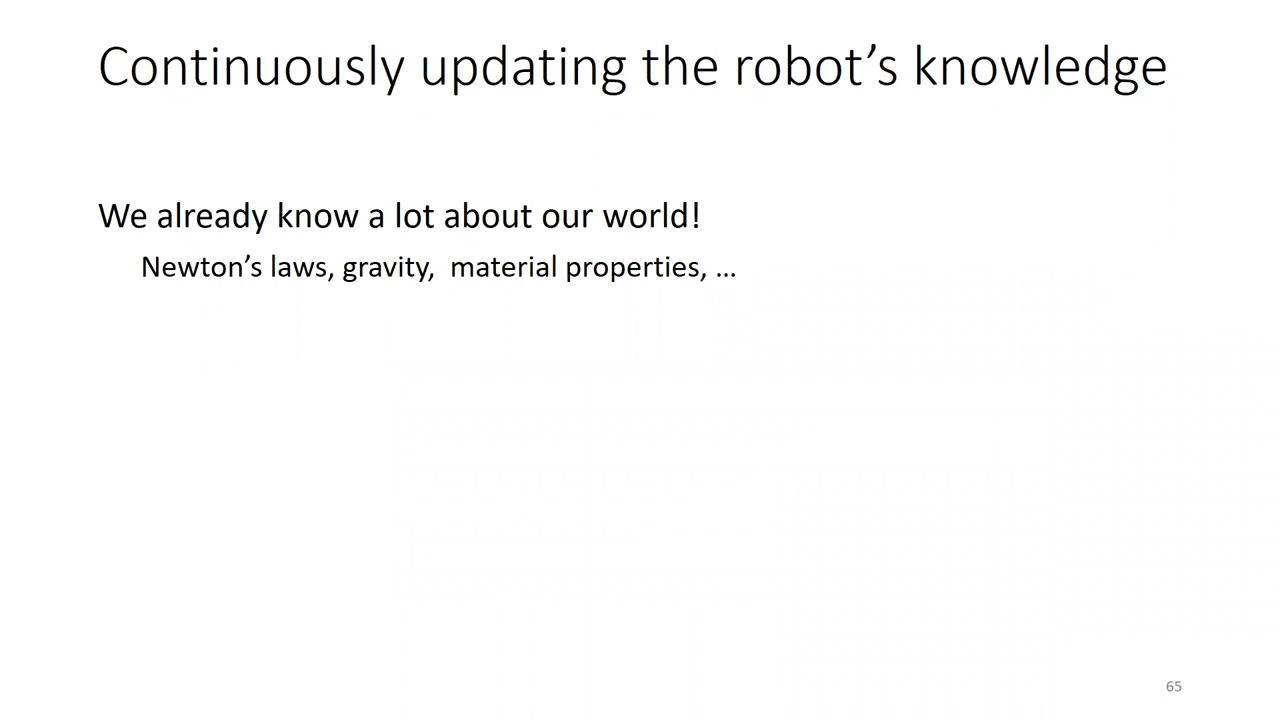 Continuously updating the robot’s knowledge
We already know a lot about our world!
Newton’s laws, gravity,  material properties, …
65